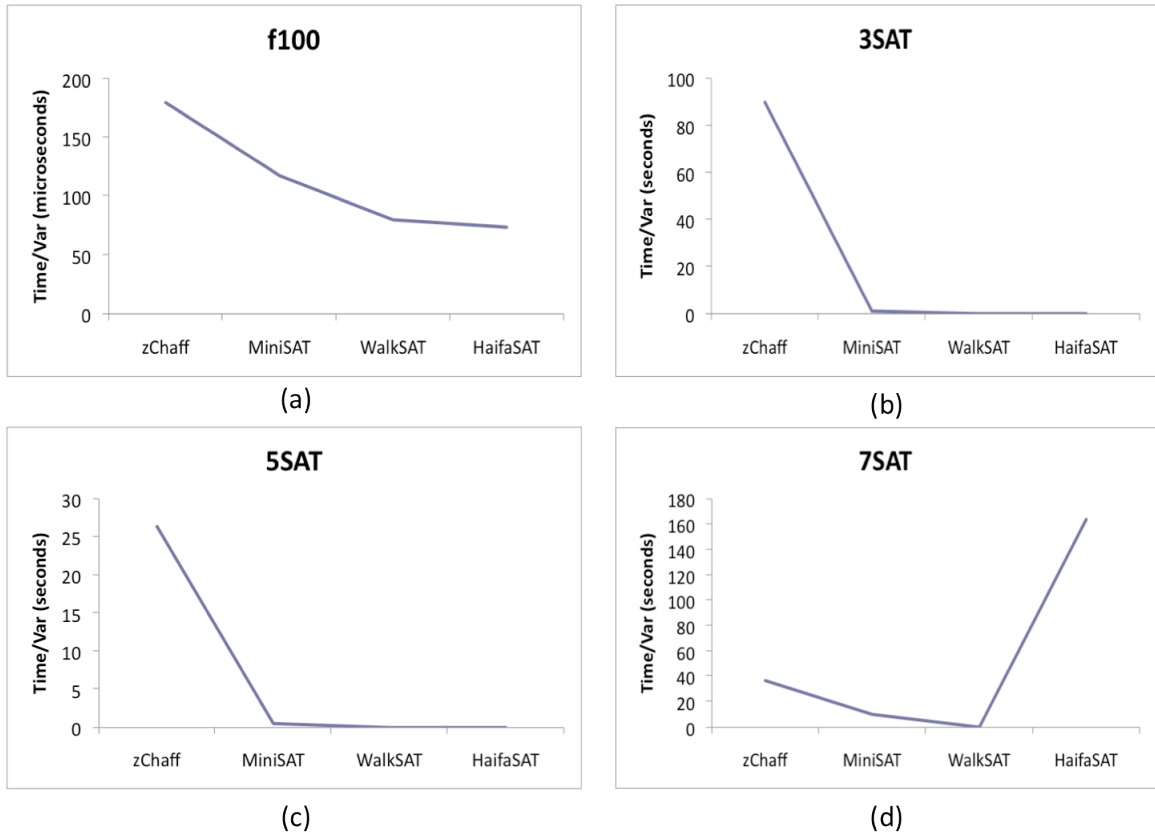 f100
Time/Var (microseconds)
200
150
100
50
0
zChaff MiniSAT WalkSAT HaifaSAT
(a)
3SAT
Time/Var (seconds)
100
80
60
40
20
0
zChaff MiniSAT WalkSAT HaifaSAT
(b)
5SAT
Time/Var (seconds)
30
25
20
15
10
5
0
zChaff MiniSAT WalkSAT HaifaSAT
(c)
7SAT
Time/Var (seconds)
180
160
140
120
100
80
60
40
20
0
zChaff MiniSAT WalkSAT HaifaSAT
(d)